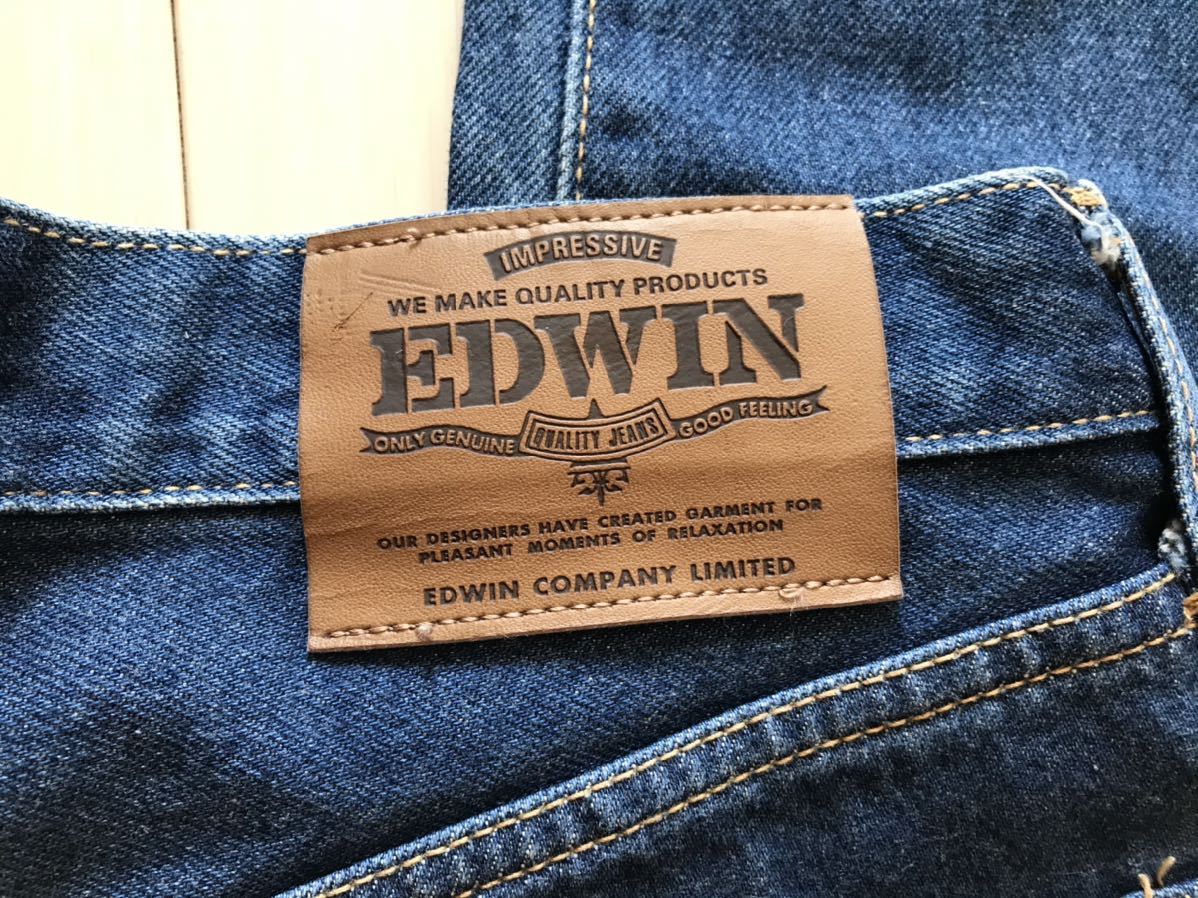 IMPRESSIVE
WE MAKE QUALITY PRODUCTS
EDWIN
ONLY GENUINE QUALITY JEANS GOOD FEELING
OUR DESIGNERS HAVE CREATED GARMENT FOR
PLEASANT MOMENTS OF RELAXATION
EDWIN COMPANY LIMITED